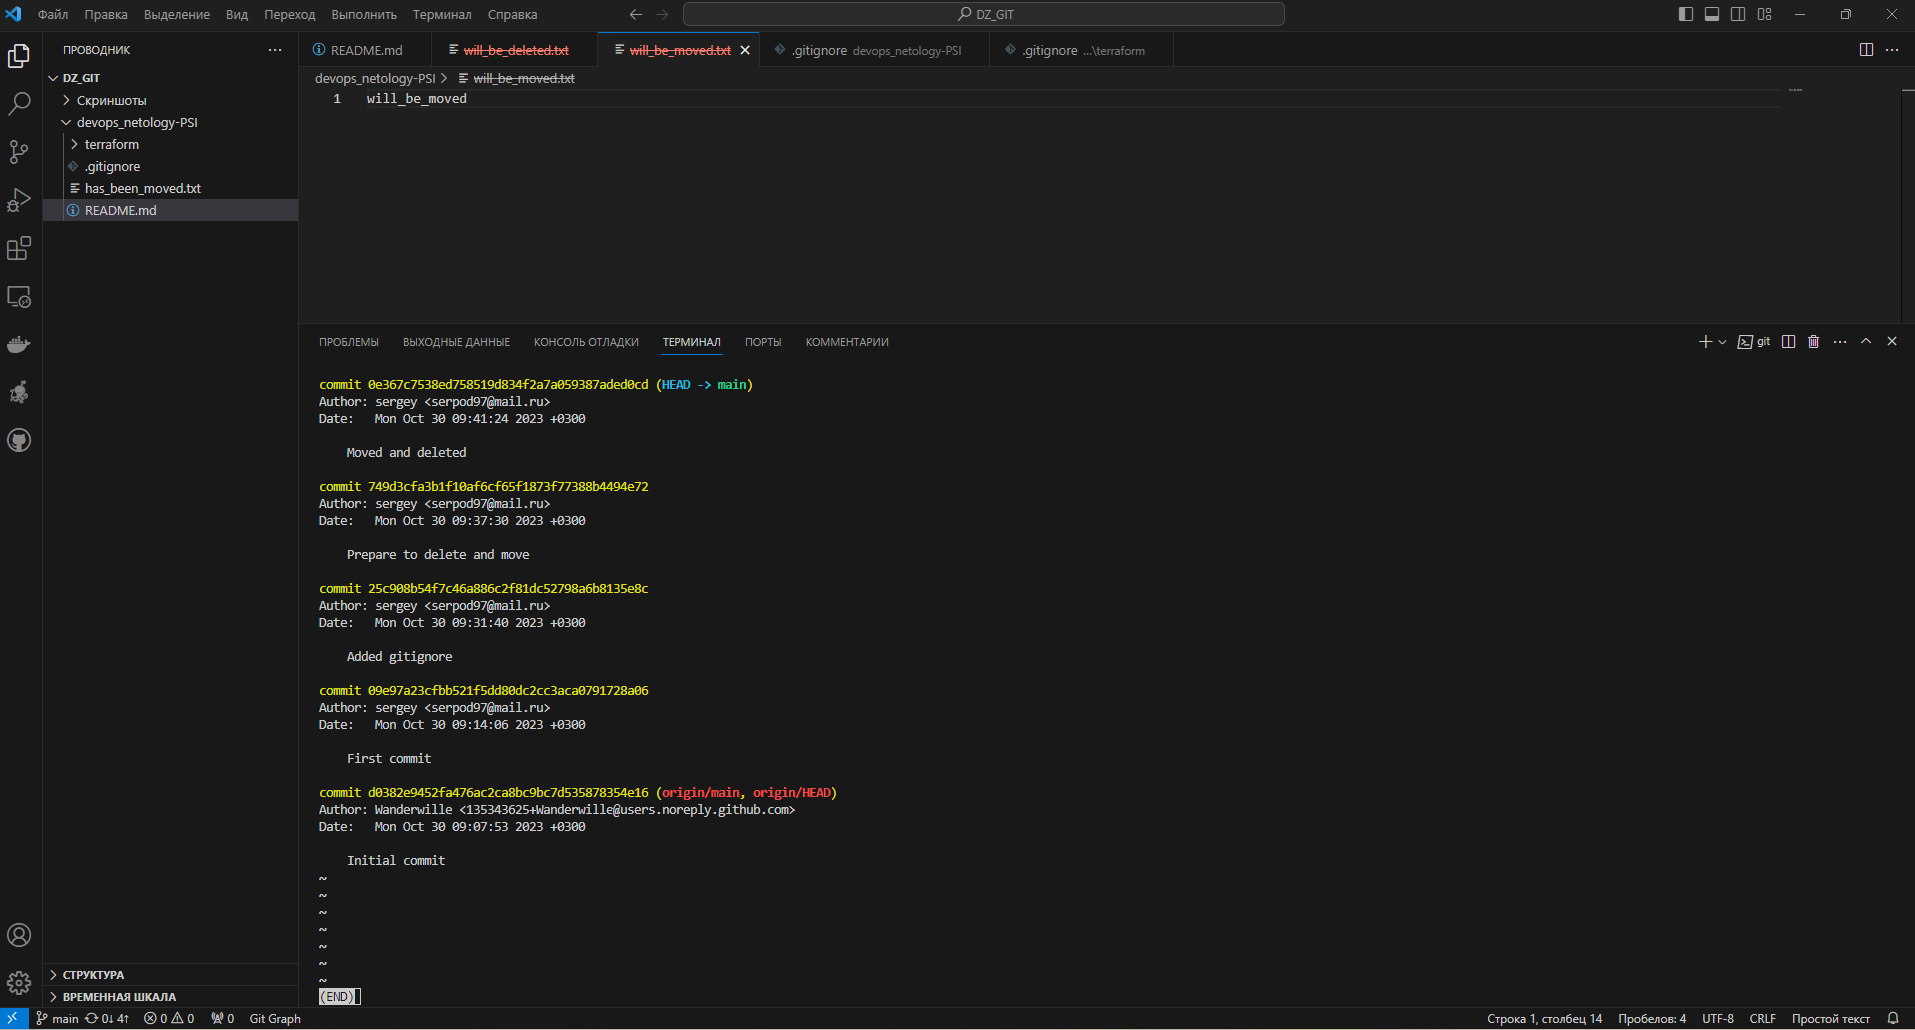 Файл Правка Выделение Вид Переход Выполнить Терминал Справка
DZ_GIT
ПРОВОДНИК
DZ_GIT
Скриншоты
devops_netology-PSI
terraform
.gitignore
has_been_moved.txt
README.md
СТРУКТУРА
ВРЕМЕННАЯ ШКАЛА
README.md will_be_deleted.txt will_be_moved.txt .gitignore devops_netology-PSI .gitignore ...\terraform
devops_netology-PSI > will_be_moved.txt
1 will_be_moved
ПРОБЛЕМЫ ВЫХОДНЫЕ ДАННЫЕ КОНСОЛЬ ОТЛАДКИ ТЕРМИНАЛ ПОРТЫ КОММЕНТАРИИ
git
commit 0e367c7538ed758519d834f2a7a059387aded0cd (HEAD -> main)
Author: sergey <serpod97@mail.ru>
Date:   Mon Oct 30 09:41:24 2023 +0300
Moved and deleted
commit 749d3cfa3b1f10af6cf65f1873f77388b4494e72
Author: sergey <serpod97@mail.ru>
Date:   Mon Oct 30 09:37:30 2023 +0300
Prepare to delete and move
commit 25c908b54f7c46a886c2f81dc52798a6b8135e8c
Author: sergey <serpod97@mail.ru>
Date:   Mon Oct 30 09:31:40 2023 +0300
Added gitignore
commit 09e97a23cfbb521f5dd80dc2cc3aca0791728a06
Author: sergey <serpod97@mail.ru>
Date:   Mon Oct 30 09:14:06 2023 +0300
First commit
commit d0382e9452fa476ac2ca8bc9bc7d535878354e16 (origin/main, origin/HEAD)
Author: Wanderwille <135343625+Wanderwille@users.noreply.github.com>
Date:   Mon Oct 30 09:07:53 2023 +0300
Initial commit
~
~
~
~
~
~
~
(END)
main 0↓ 4↑ 0 0 0 Git Graph
Строка 1, столбец 14 Пробелов: 4 UTF-8 CRLF Простой текст